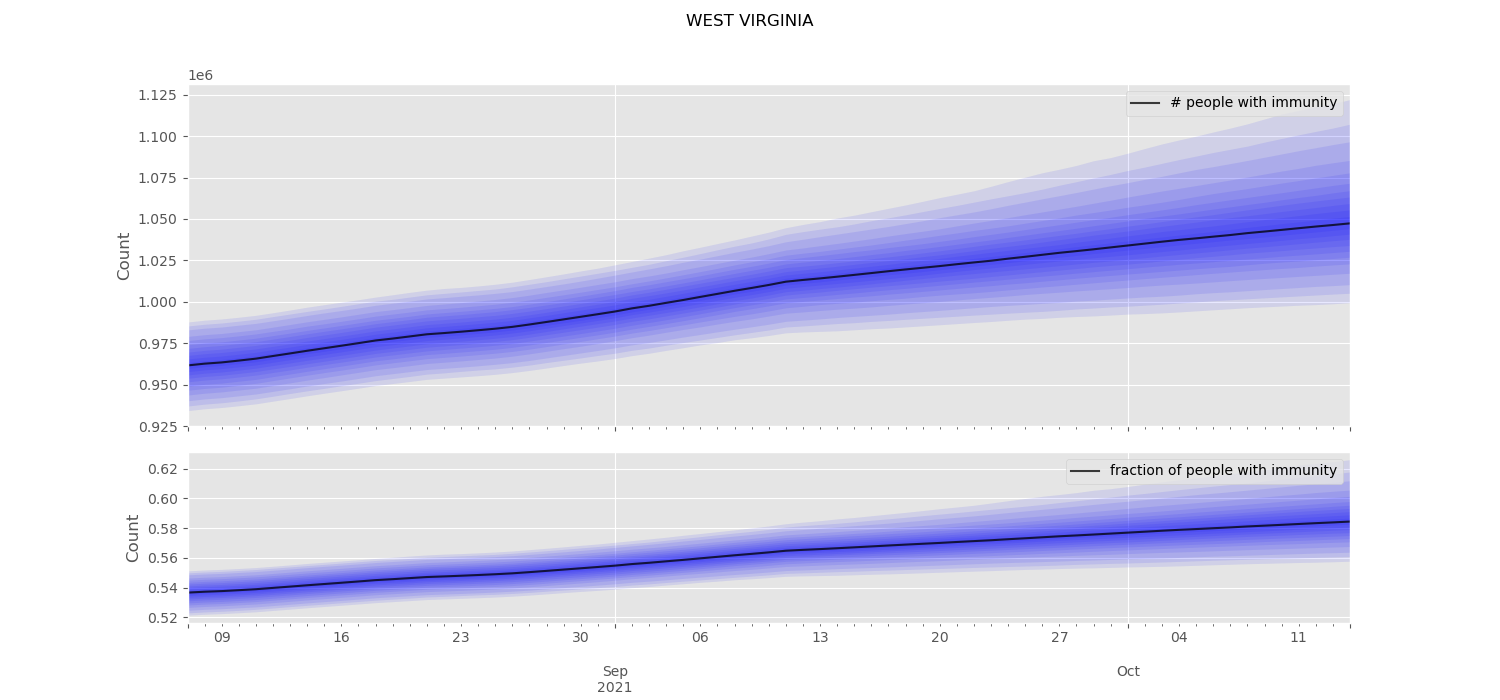 WEST VIRGINIA
1e6
1.125
1.100
1.075
1.050
1.025
1.000
0.975
0.950
0.925
Count
# people with immunity
0.62
0.60
0.58
0.56
0.54
0.52
Count
fraction of people with immunity
09 16 23 30 06 13 20 27 04 11
Sep Oct
2021